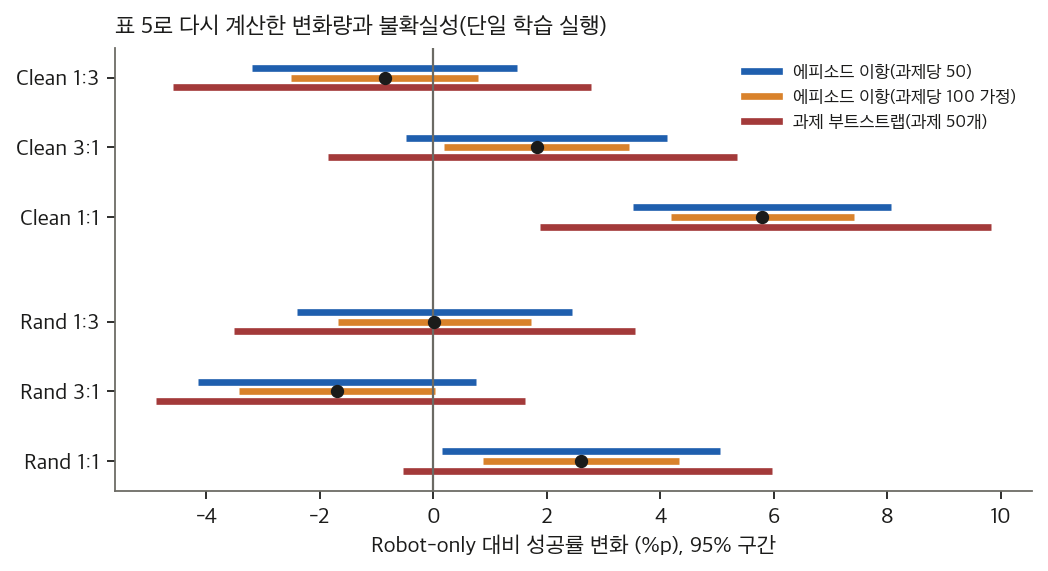 표 5로 다시 계산한 변화량과 불확실성(단일 학습 실행)
에피소드 이항(과제당 50)
에피소드 이항(과제당 100 가정)
과제 부트스트랩(과제 50개)
Clean 1:3
Clean 3:1
Clean 1:1
Rand 1:3
Rand 3:1
Rand 1:1
-4 -2 0 2 4 6 8 10
Robot-only 대비 성공률 변화 (%p), 95% 구간